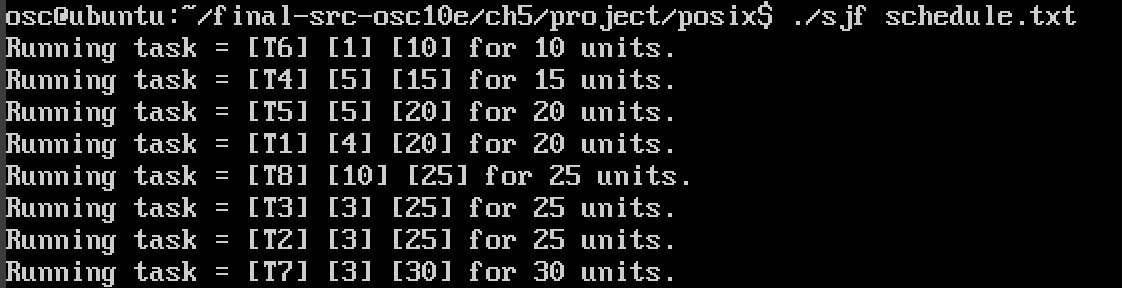 osc@ubuntu:~/final-src-osc10e/ch5/project/posix$ ./sjf schedule.txt
Running task = [T6] [1] [10] for 10 units.
Running task = [T4] [5] [15] for 15 units.
Running task = [T5] [5] [20] for 20 units.
Running task = [T1] [4] [20] for 20 units.
Running task = [T8] [10] [25] for 25 units.
Running task = [T3] [3] [25] for 25 units.
Running task = [T2] [3] [25] for 25 units.
Running task = [T7] [3] [30] for 30 units.